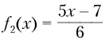 f₂(x) = (5x − 7)/6